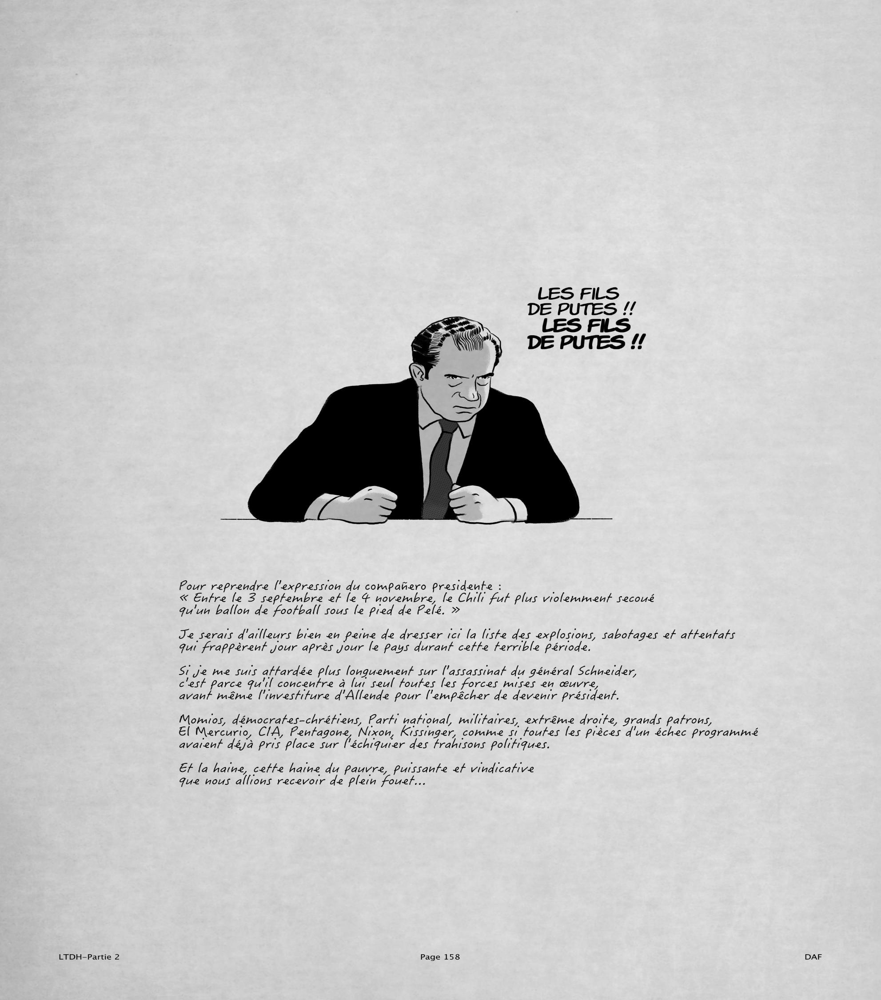 LES FILS
DE PUTES !!
LES FILS
DE PUTES !!
Pour reprendre l'expression du compañero presidente :
« Entre le 3 septembre et le 4 novembre, le Chili fut plus violemment secoué
qu'un ballon de football sous le pied de Pelé. »
Je serais d'ailleurs bien en peine de dresser ici la liste des explosions, sabotages et attentats
qui frappèrent jour après jour le pays durant cette terrible période.
Si je me suis attardée plus longuement sur l'assassinat du général Schneider,
c'est parce qu'il concentre à lui seul toutes les forces mises en œuvre,
avant même l'investiture d'Allende pour l'empêcher de devenir président.
Momios, démocrates-chrétiens, Parti national, militaires, extrême droite, grands patrons,
El Mercurio, CIA, Pentagone, Nixon, Kissinger, comme si toutes les pièces d'un échec programmé
avaient déjà pris place sur l'échiquier des trahisons politiques.
Et la haine, cette haine du pauvre, puissante et vindicative
que nous allions recevoir de plein fouet...
LTDH-Partie 2
Page 158
DAF